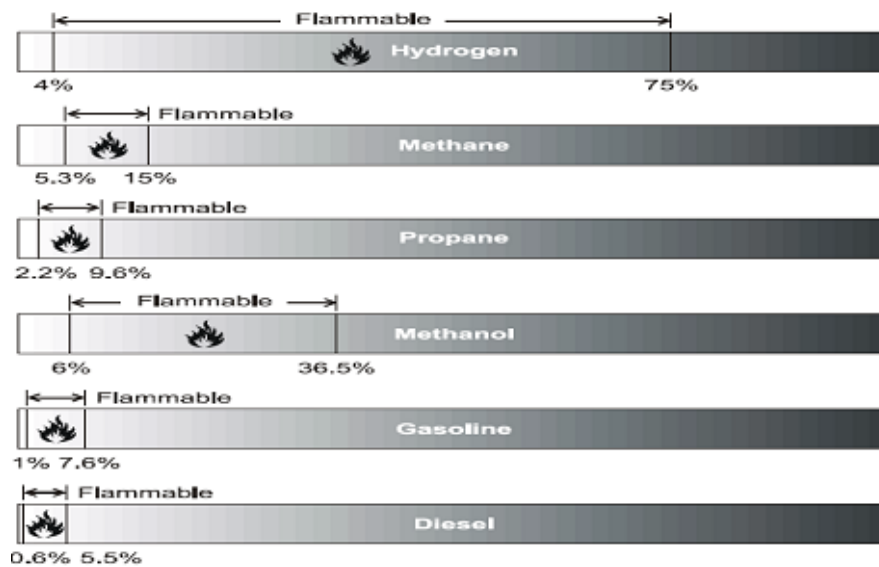 Flammable
Hydrogen
4% 75%
Flammable
Methane
5.3% 15%
Flammable
Propane
2.2% 9.6%
Flammable
Methanol
6% 36.5%
Flammable
Gasoline
1% 7.6%
Flammable
Diesel
0.6% 5.5%